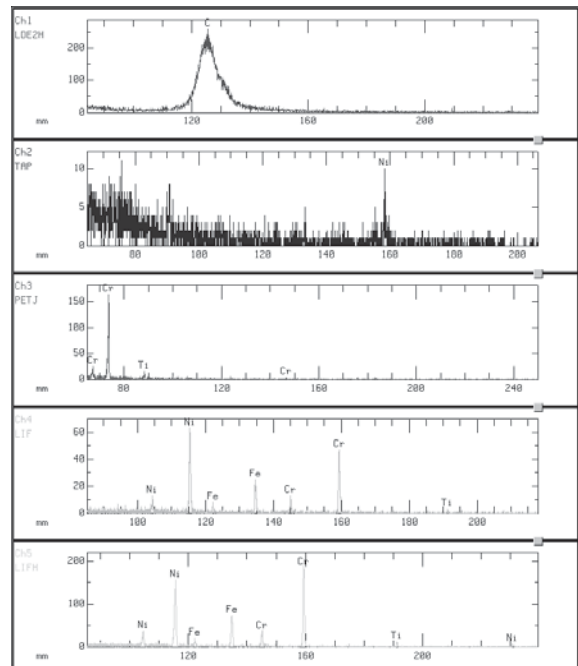 Ch1
LDE2H
C
200
100
0
mm 120 160 200
Ch2
TAP
Ni
10
5
0
mm 80 100 120 140 160 180 200
Ch3
PETJ
Cr
150
100
50
Cr Ti Cr
0
mm 80 120 160 200 240
Ch4
LIF
Ni
60
Cr
40
Fe
20
Ni Fe Cr Ti
0
mm 100 120 140 160 180 200
Ch5
LIFH
Cr
200
Ni
100
Fe
Ni Fe Cr Ti Ni
0
mm 120 160 200